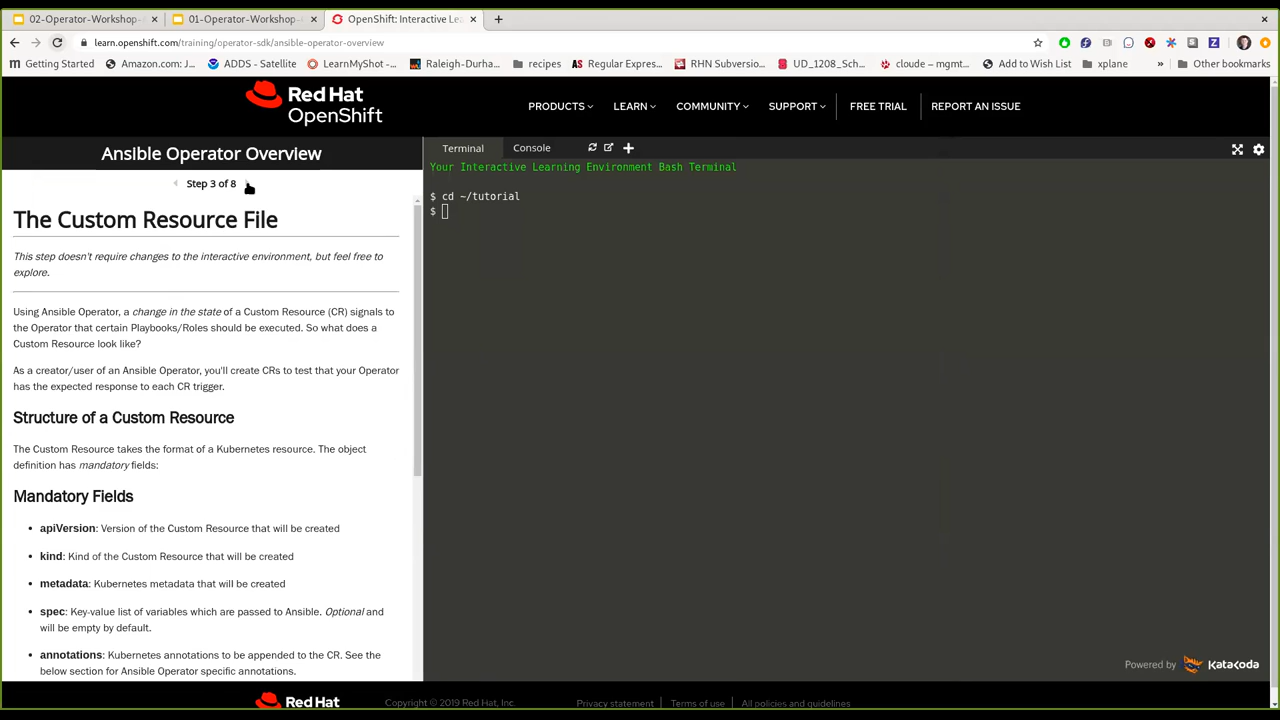 02-Operator-Workshop-
01-Operator-Workshop-
OpenShift: Interactive Le
learn.openshift.com/training/operator-sdk/ansible-operator-overview
Getting Started
Amazon.com: J...
ADDS - Satellite
LearnMyShot -...
Raleigh-Durha...
recipes
AS Regular Expres...
RHN Subversio...
UD_1208_Sch...
cloude – mgmt...
Add to Wish List
xplane
»
Other bookmarks
Red Hat
OpenShift
PRODUCTS
LEARN
COMMUNITY
SUPPORT
FREE TRIAL
REPORT AN ISSUE
Ansible Operator Overview
Step 3 of 8
The Custom Resource File
This step doesn't require changes to the interactive environment, but feel free to
explore.
Using Ansible Operator, a change in the state of a Custom Resource (CR) signals to
the Operator that certain Playbooks/Roles should be executed. So what does a
Custom Resource look like?
As a creator/user of an Ansible Operator, you'll create CRs to test that your Operator
has the expected response to each CR trigger.
Structure of a Custom Resource
The Custom Resource takes the format of a Kubernetes resource. The object
definition has mandatory fields:
Mandatory Fields
• apiVersion: Version of the Custom Resource that will be created
• kind: Kind of the Custom Resource that will be created
• metadata: Kubernetes metadata that will be created
• spec: Key-value list of variables which are passed to Ansible. Optional and
will be empty by default.
• annotations: Kubernetes annotations to be appended to the CR. See the
below section for Ansible Operator specific annotations.
Terminal
Console
Your Interactive Learning Environment Bash Terminal
$ cd ~/tutorial
$
Powered by KataKoda
Red Hat
Copyright © 2019 Red Hat, Inc.
Privacy statement
Terms of use
All policies and guidelines